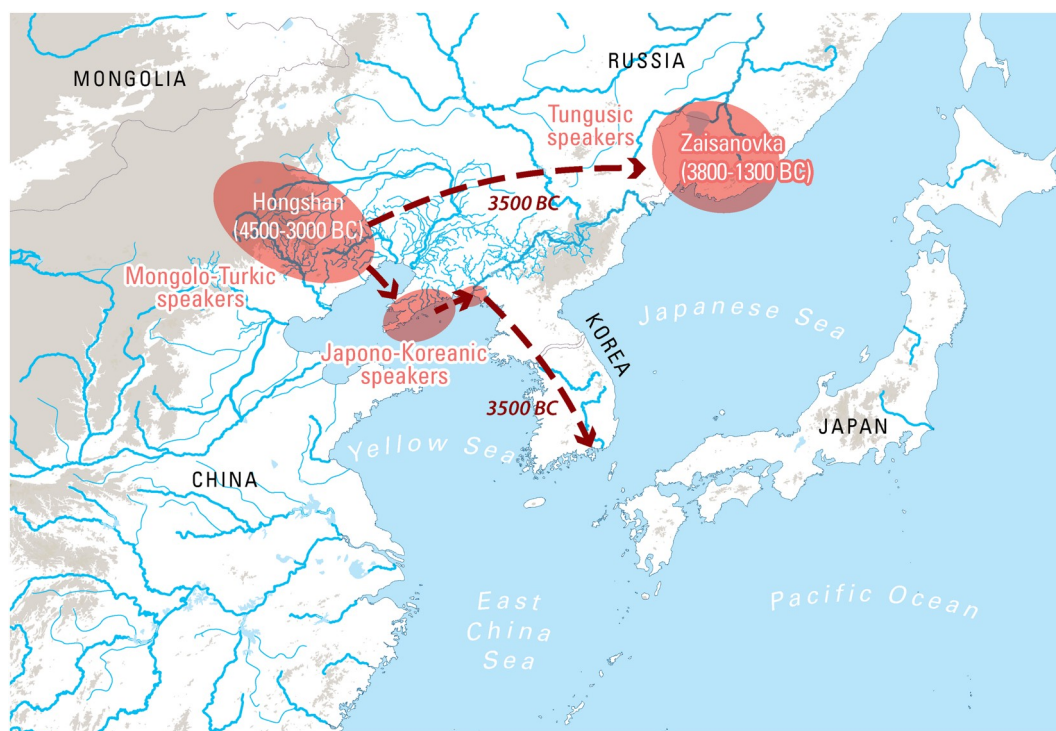 MONGOLIA
RUSSIA
Tungusic
speakers
Zaisanovka
(3800-1300 BC)
3500 BC
Hongshan
(4500-3000 BC)
Mongolo-Turkic
speakers
Japono-Koreanic
speakers
KOREA
Japanese Sea
3500 BC
Yellow Sea
JAPAN
CHINA
East
China
Sea
Pacific Ocean